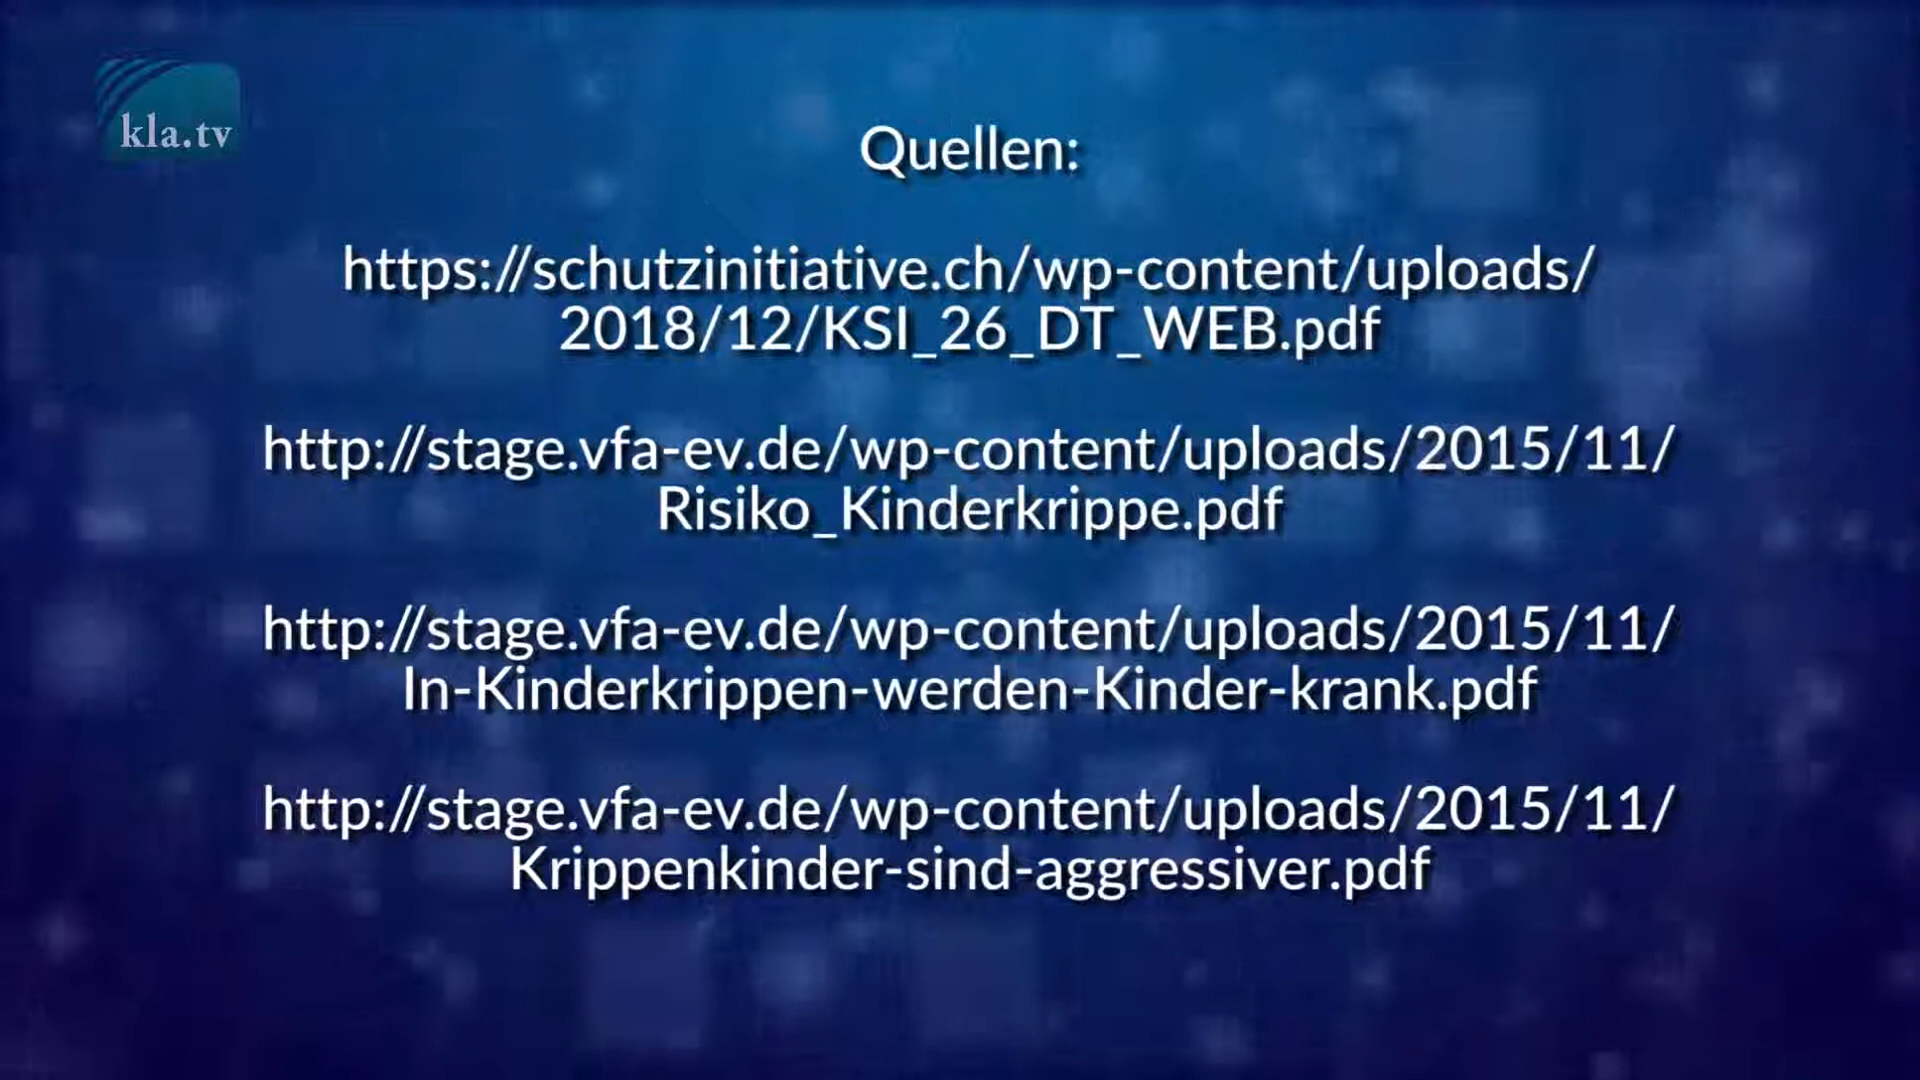 kla.tv
Quellen:
https://schutzinitiative.ch/wp-content/uploads/
2018/12/KSI_26_DT_WEB.pdf
http://stage.vfa-ev.de/wp-content/uploads/2015/11/
Risiko_Kinderkrippe.pdf
http://stage.vfa-ev.de/wp-content/uploads/2015/11/
In-Kinderkrippen-werden-Kinder-krank.pdf
http://stage.vfa-ev.de/wp-content/uploads/2015/11/
Krippenkinder-sind-aggressiver.pdf